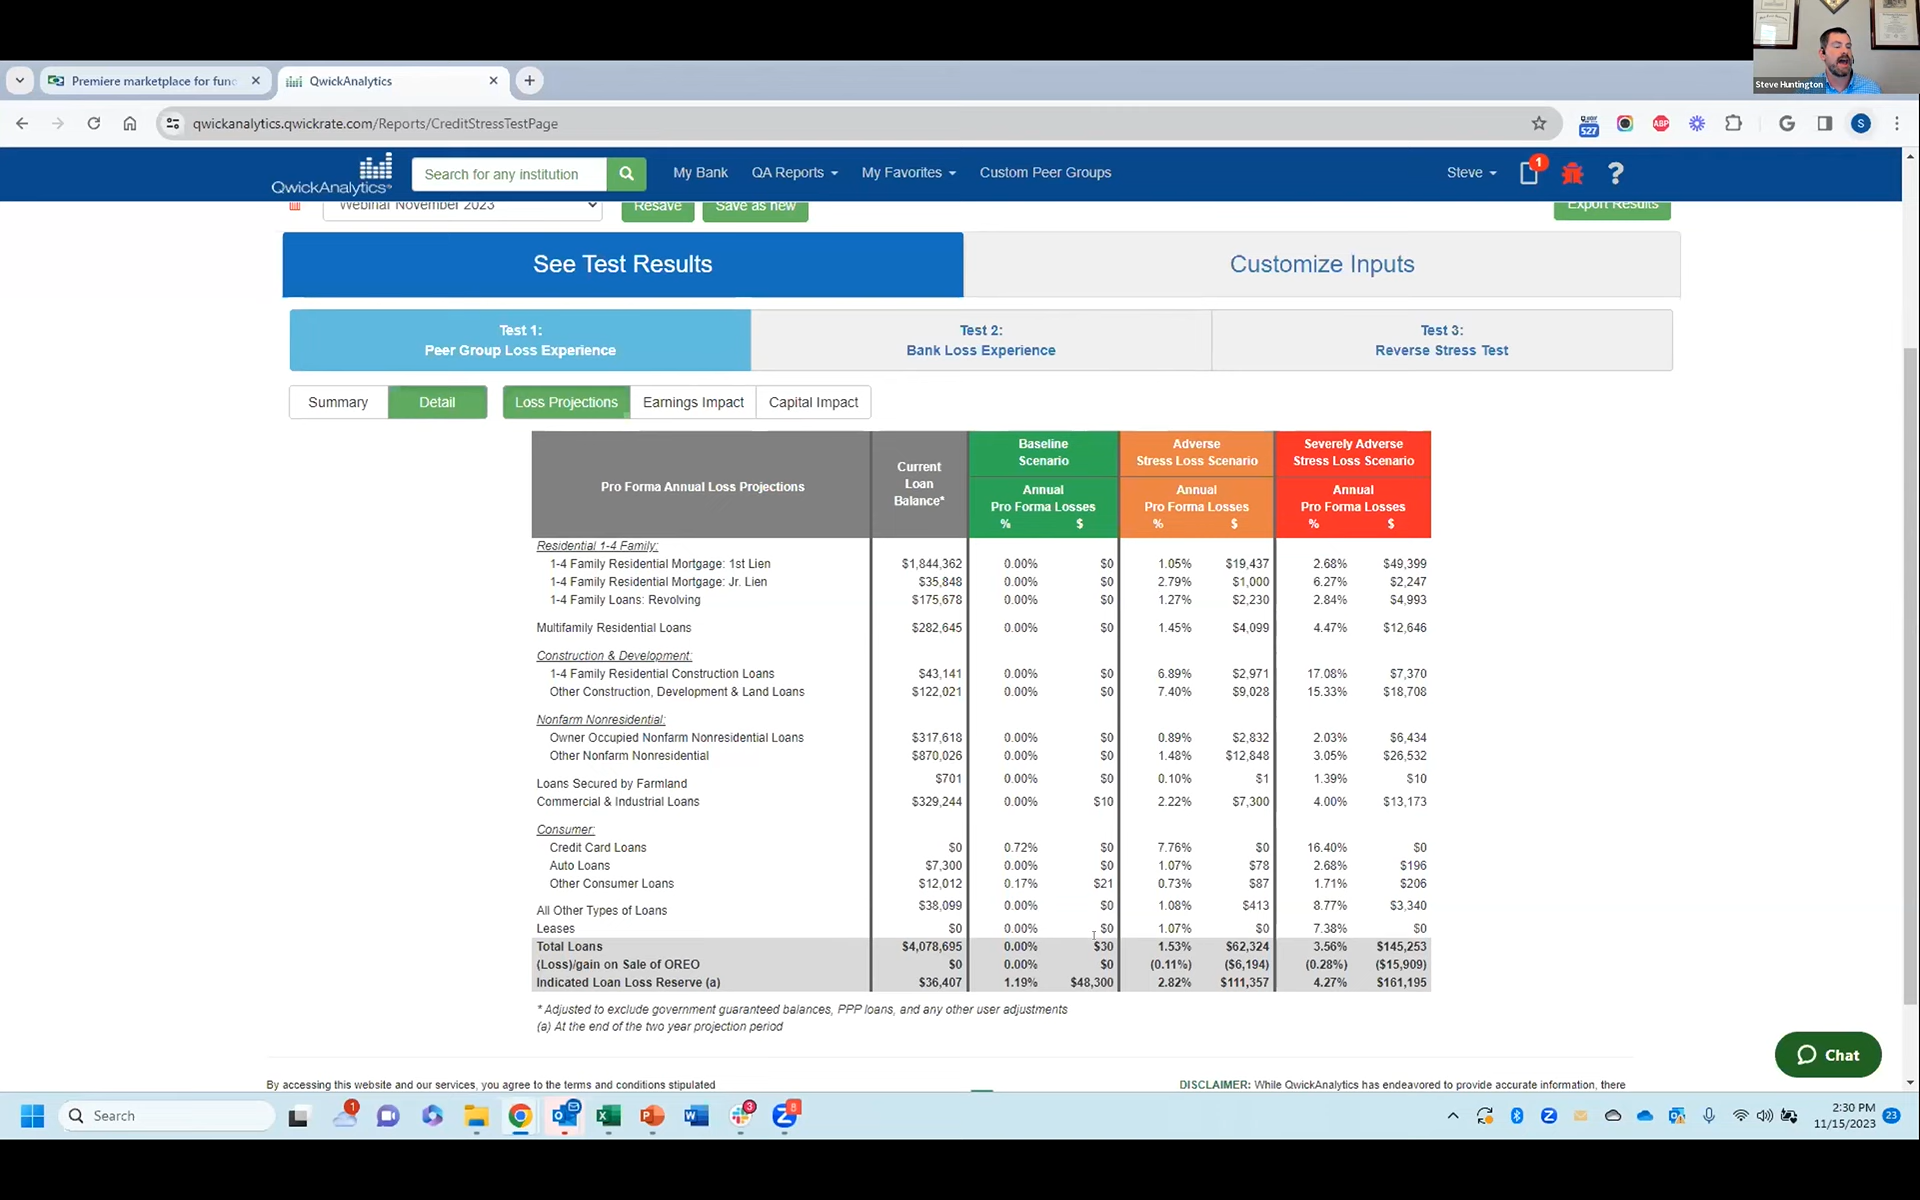 Steve Huntington
Premiere marketplace for func
QwickAnalytics
qwickanalytics.qwickrate.com/Reports/CreditStressTestPage
527
ABP
G
S
QwickAnalytics
Search for any institution
My Bank
QA Reports
My Favorites
Custom Peer Groups
Steve
1
?
Webinar November 2023
Resave
Save as new
Export Results
See Test Results
Customize Inputs
Test 1:
Peer Group Loss Experience
Test 2:
Bank Loss Experience
Test 3:
Reverse Stress Test
Summary
Detail
Loss Projections
Earnings Impact
Capital Impact
Pro Forma Annual Loss Projections
Current
Loan
Balance*
Baseline
Scenario
Annual
Pro Forma Losses
% $
Adverse
Stress Loss Scenario
Annual
Pro Forma Losses
% $
Severely Adverse
Stress Loss Scenario
Annual
Pro Forma Losses
% $
Residential 1-4 Family:
1-4 Family Residential Mortgage: 1st Lien $1,844,362 0.00% $0 1.05% $19,437 2.68% $49,399
1-4 Family Residential Mortgage: Jr. Lien $35,848 0.00% $0 2.79% $1,000 6.27% $2,247
1-4 Family Loans: Revolving $175,678 0.00% $0 1.27% $2,230 2.84% $4,993
Multifamily Residential Loans $282,645 0.00% $0 1.45% $4,099 4.47% $12,646
Construction & Development:
1-4 Family Residential Construction Loans $43,141 0.00% $0 6.89% $2,971 17.08% $7,370
Other Construction, Development & Land Loans $122,021 0.00% $0 7.40% $9,028 15.33% $18,708
Nonfarm Nonresidential:
Owner Occupied Nonfarm Nonresidential Loans $317,618 0.00% $0 0.89% $2,832 2.03% $6,434
Other Nonfarm Nonresidential $870,026 0.00% $0 1.48% $12,848 3.05% $26,532
Loans Secured by Farmland $701 0.00% $0 0.10% $1 1.39% $10
Commercial & Industrial Loans $329,244 0.00% $10 2.22% $7,300 4.00% $13,173
Consumer:
Credit Card Loans $0 0.72% $0 7.76% $0 16.40% $0
Auto Loans $7,300 0.00% $0 1.07% $78 2.68% $196
Other Consumer Loans $12,012 0.17% $21 0.73% $87 1.71% $206
All Other Types of Loans $38,099 0.00% $0 1.08% $413 8.77% $3,340
Leases $0 0.00% $0 1.07% $0 7.38% $0
Total Loans $4,078,695 0.00% $30 1.53% $62,324 3.56% $145,253
(Loss)/gain on Sale of OREO $0 0.00% $0 (0.11%) ($6,194) (0.28%) ($15,909)
Indicated Loan Loss Reserve (a) $36,407 1.19% $48,300 2.82% $111,357 4.27% $161,195
* Adjusted to exclude government guaranteed balances, PPP loans, and any other user adjustments
(a) At the end of the two year projection period
Chat
By accessing this website and our services, you agree to the terms and conditions stipulated
DISCLAIMER: While QwickAnalytics has endeavored to provide accurate information, there
Search
1
3
8
2:30 PM
11/15/2023
23